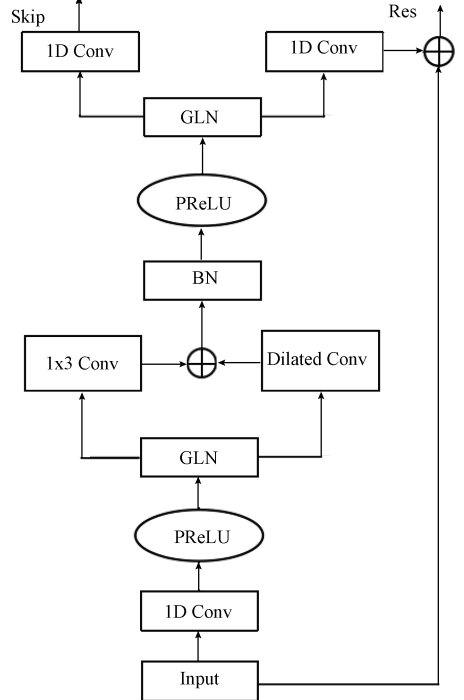 Skip
Res
1D Conv
1D Conv
GLN
PReLU
BN
1x3 Conv
Dilated Conv
GLN
PReLU
1D Conv
Input